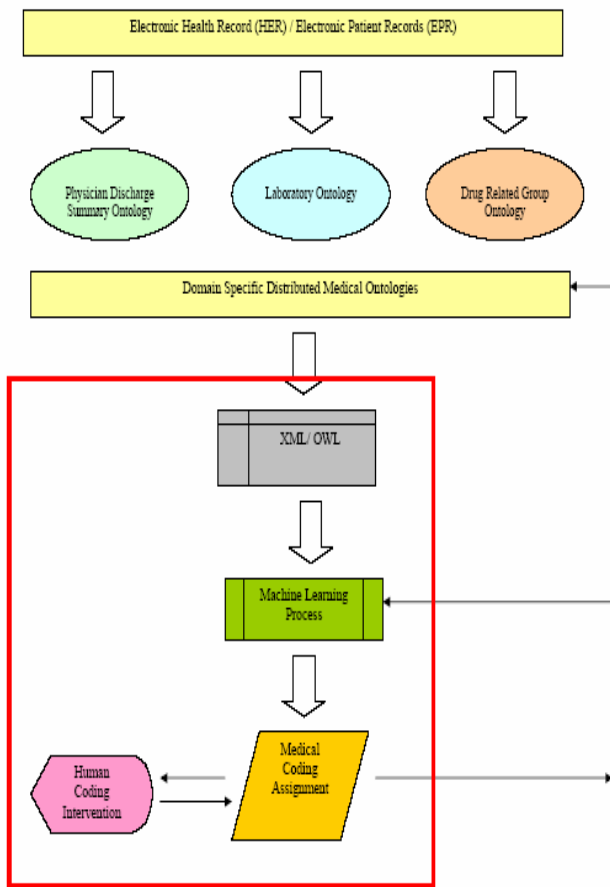 Electronic Health Record (HER) / Electronic Patient Records (EPR)
Physician Discharge
Summary Ontology
Laboratory Ontology
Drug Related Group
Ontology
Domain Specific Distributed Medical Ontologies
XML/ OWL
Machine Learning
Process
Medical
Coding
Assignment
Human
Coding
Intervention